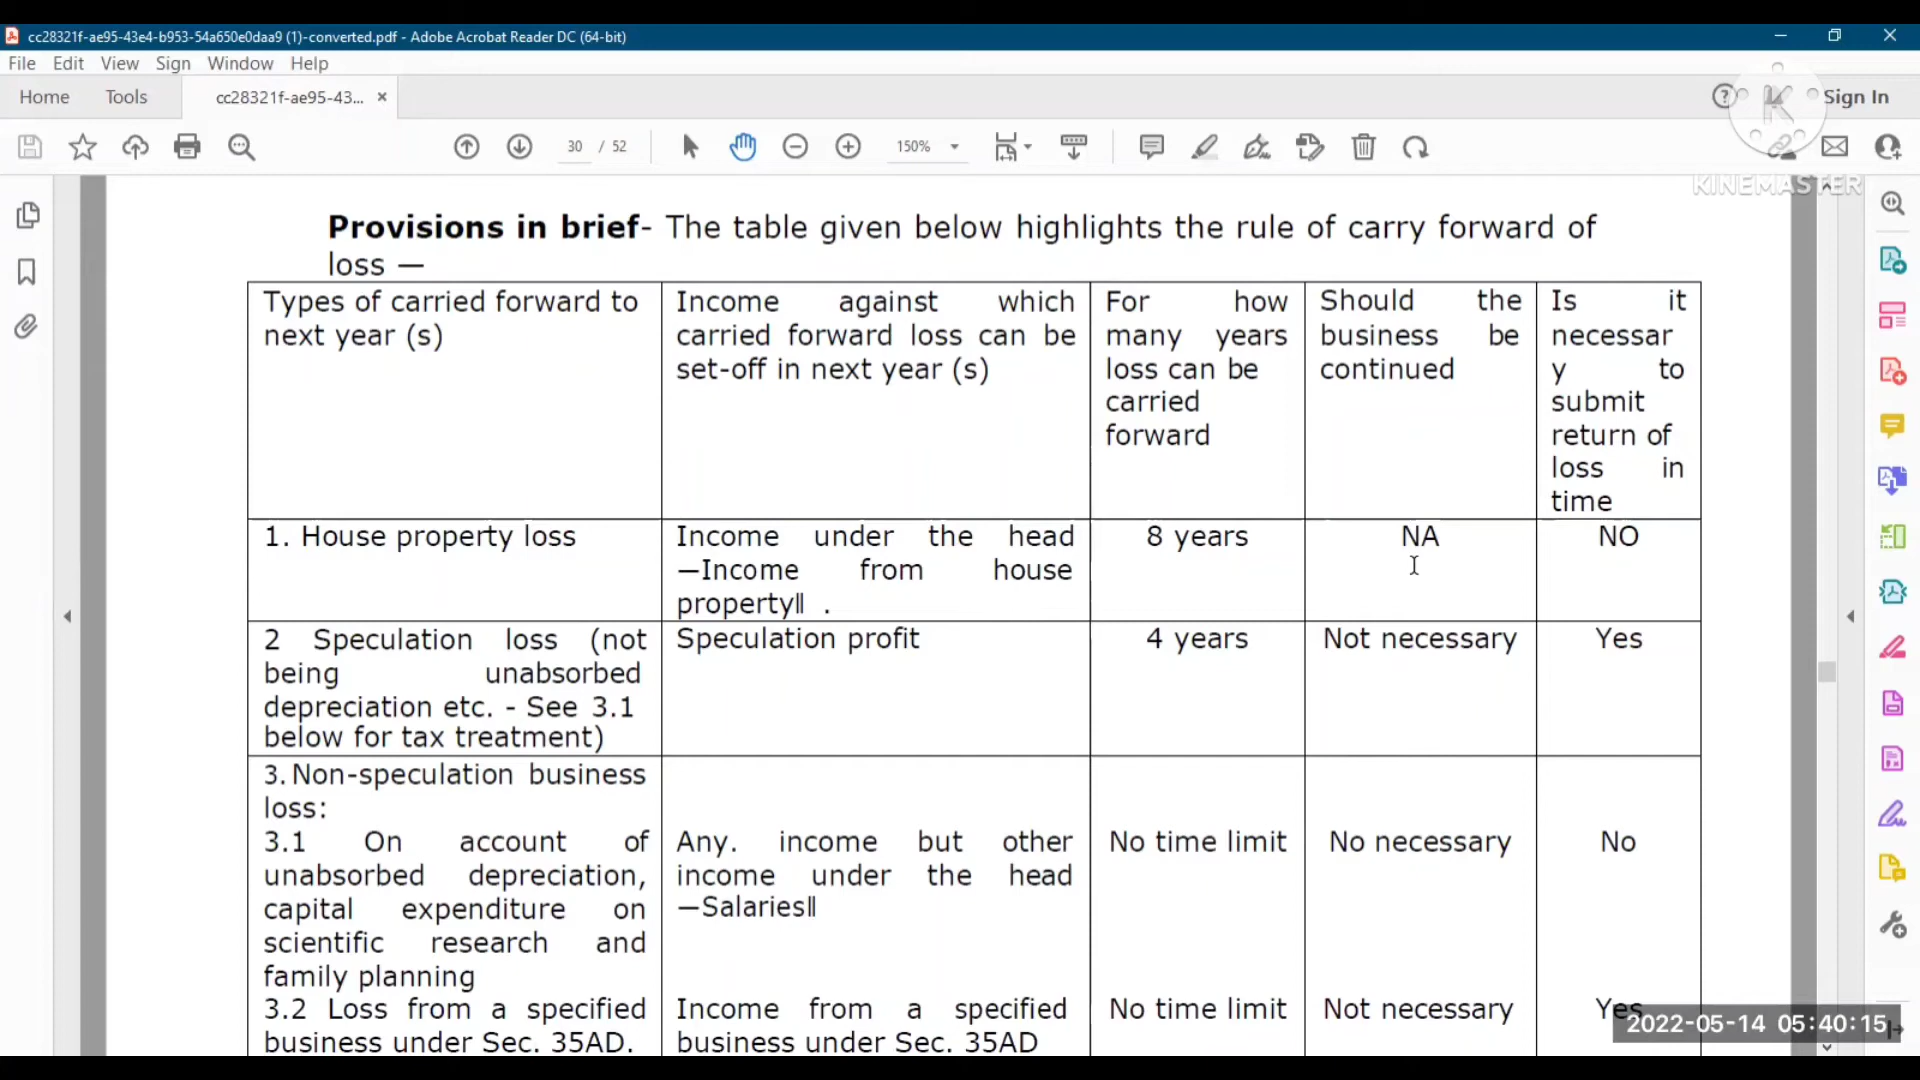 cc28321f-ae95-43e4-b953-54a650e0daa9 (1)-converted.pdf - Adobe Acrobat Reader DC (64-bit)
File Edit View Sign Window Help
Home Tools cc28321f-ae95-43... × Sign In
30 / 52 150%
K
KINEMASTER
Provisions in brief- The table given below highlights the rule of carry forward of
loss —
Types of carried forward to
next year (s)
Income against which
carried forward loss can be
set-off in next year (s)
For how
many years
loss can be
carried
forward
Should the
business be
continued
Is it
necessar
y to
submit
return of
loss in
time
1. House property loss
Income under the head
―Income from house
property‖ .
8 years
NA
NO
2 Speculation loss (not
being unabsorbed
depreciation etc. - See 3.1
below for tax treatment)
Speculation profit
4 years
Not necessary
Yes
3. Non-speculation business
loss:
3.1 On account of
unabsorbed depreciation,
capital expenditure on
scientific research and
family planning
Any. income but other
income under the head
―Salaries‖
No time limit
No necessary
No
3.2 Loss from a specified
business under Sec. 35AD.
Income from a specified
business under Sec. 35AD
No time limit
Not necessary
Yes
2022-05-14 05:40:15